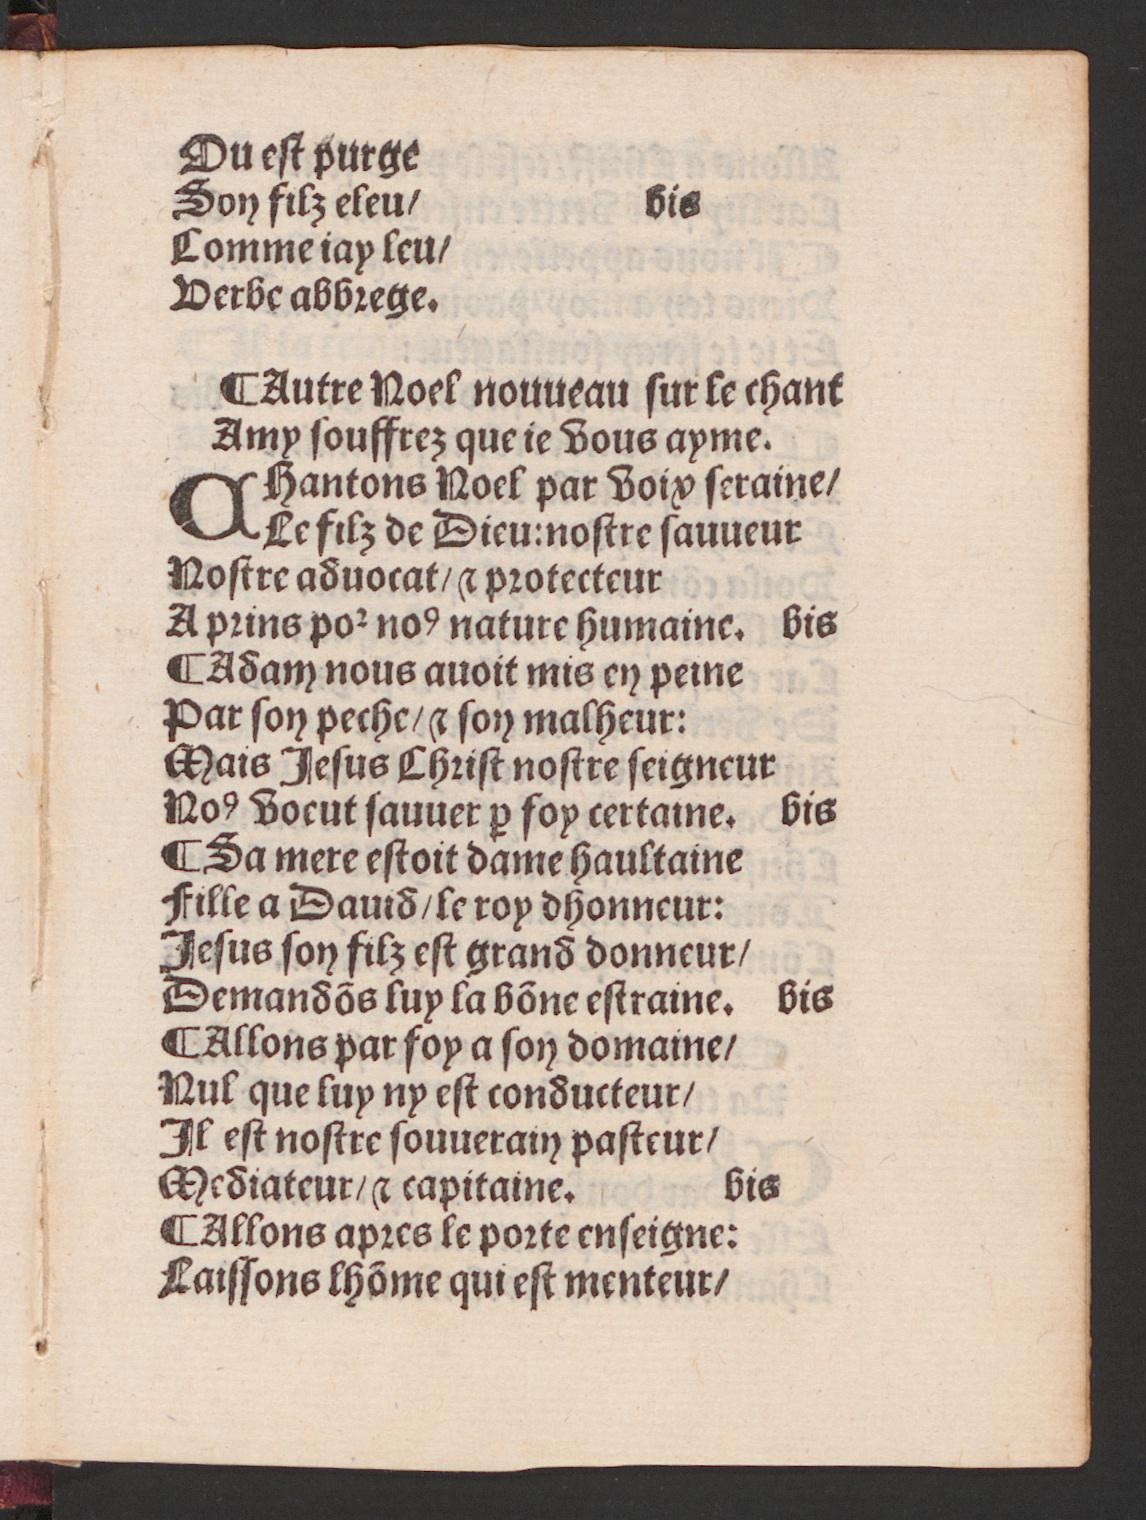 Ou est purge
Son filz eleu/ bis
Comme iay leu/
Verbe abbrege.
¶Autre Noel nouueau sur le chant
Amy souffrez que ie vous ayme.
CHantons Noel par voix seraine/
Le filz de Dieu:nostre sauueur
Nostre aduocat/⁊ protecteur
A prins poꝛ noꝰ nature humaine. bis
¶Adam nous auoit mis en peine
Par son peche/⁊ son malheur:
Mais Jesus Christ nostre seigneur
Noꝰ voeut sauuer ꝑ foy certaine. bis
¶Sa mere estoit dame haultaine
Fille a Dauid/le roy dhonneur:
Jesus son filz est grand donneur/
Demandõs luy la bõne estraine. bis
¶Allons par foy a son domaine/
Nul que luy ny est conducteur/
Il est nostre souuerain pasteur/
Mediateur/⁊ capitaine. bis
¶Allons apres le porte enseigne:
Laissons lhõme qui est menteur/